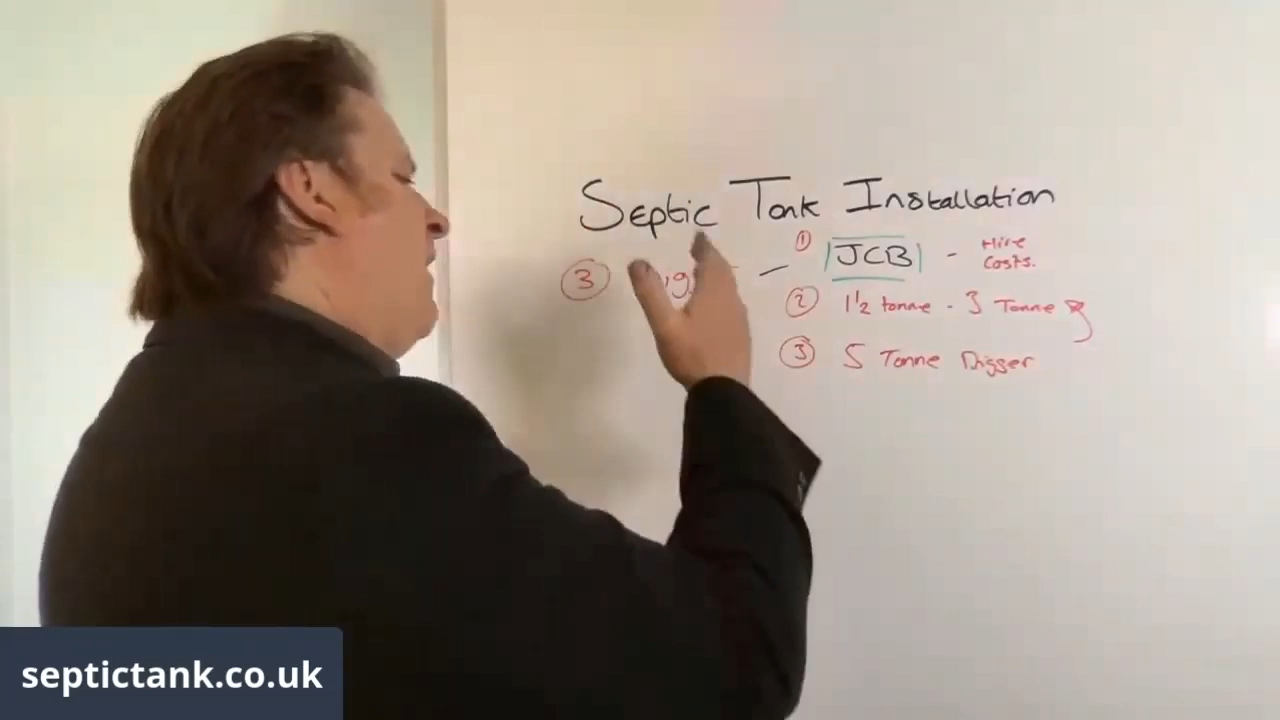 Septic Tank Installation
③ — ① JCB - Hire Costs.
② 1½ tonne - 3 Tonne
③ 5 Tonne Digger
septictank.co.uk